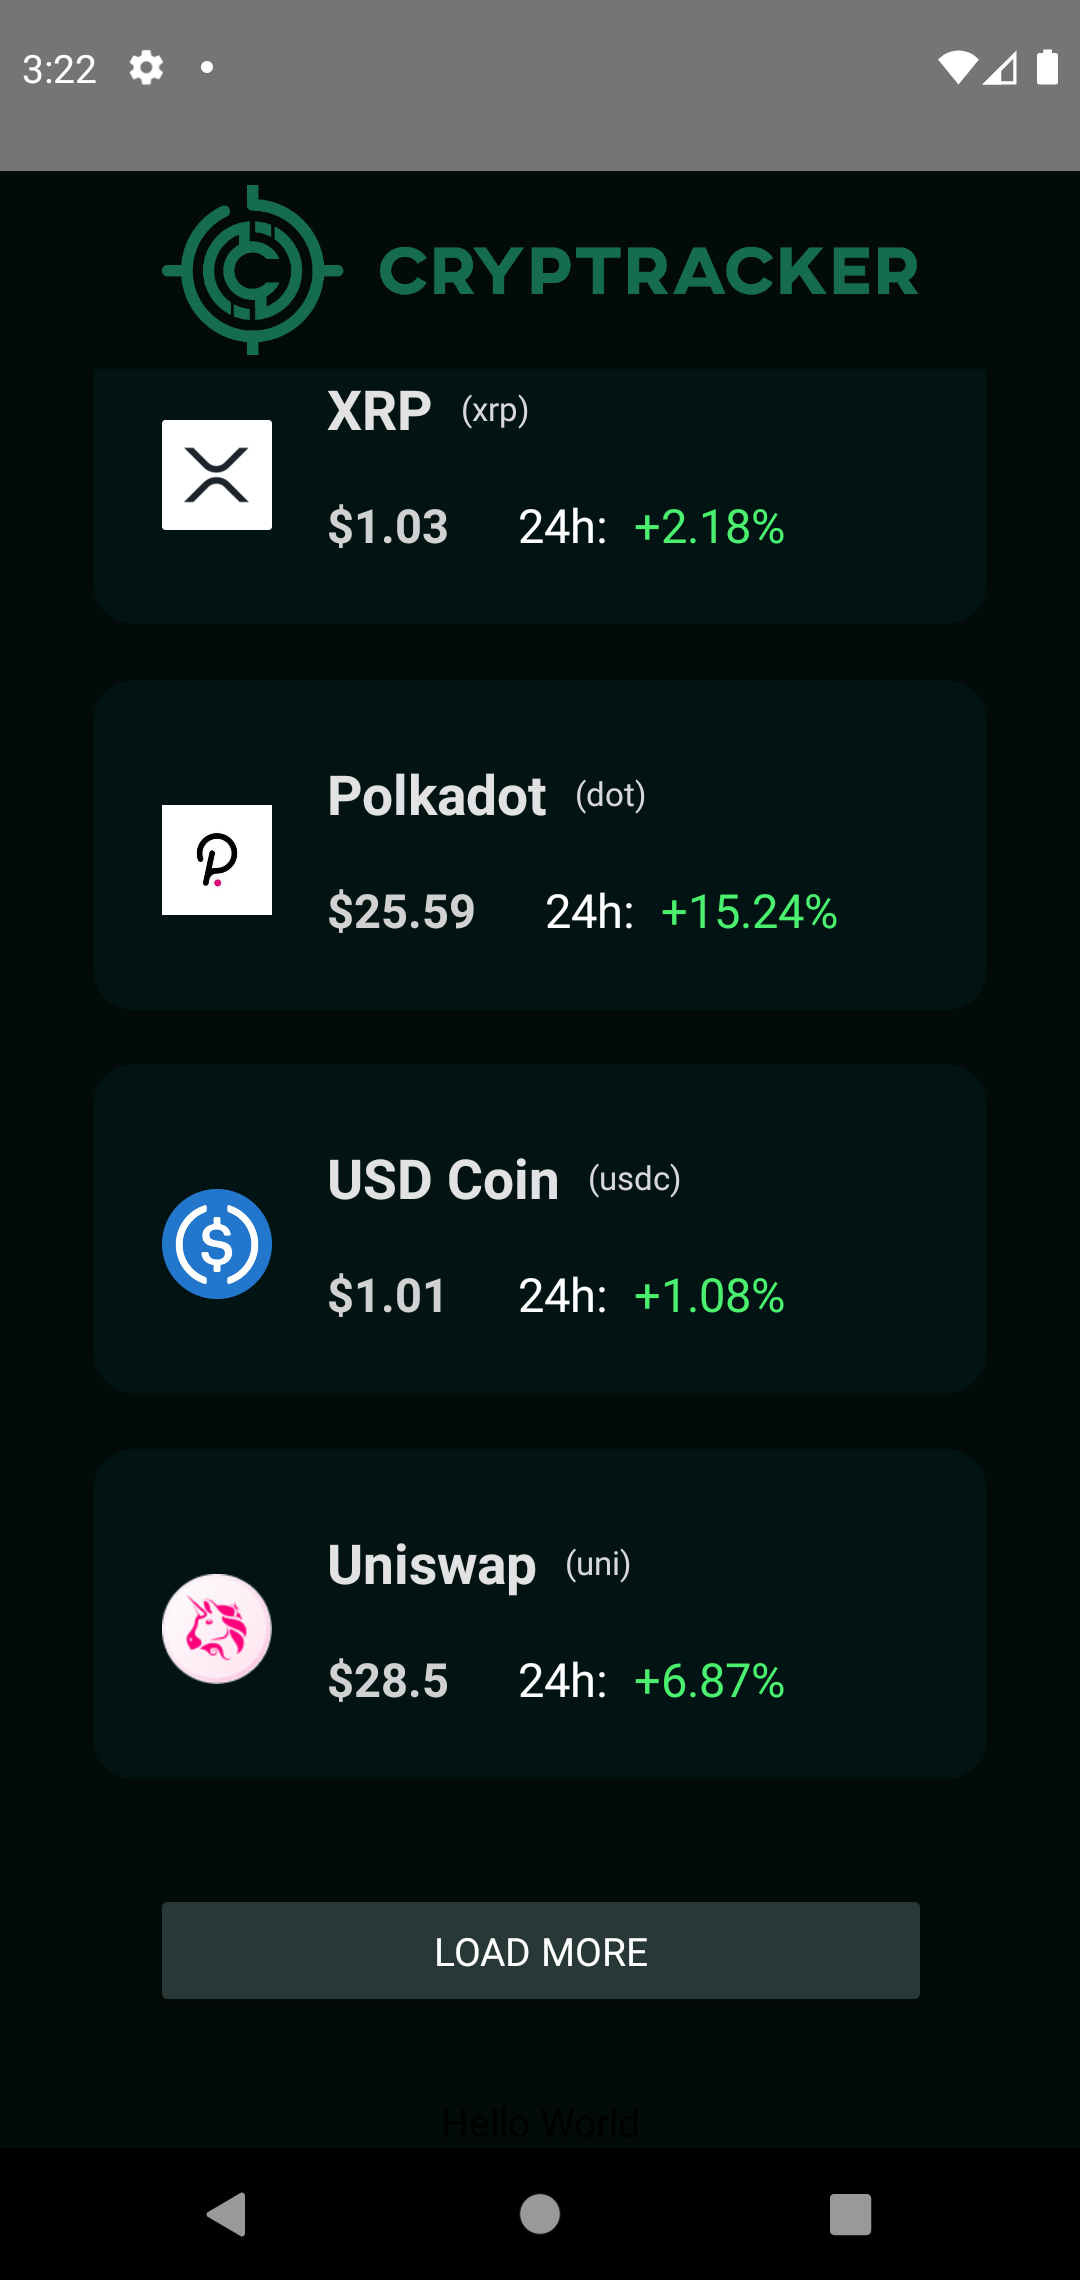 3:22
CRYPTRACKER
XRP (xrp)
$1.03 24h: +2.18%
Polkadot (dot)
$25.59 24h: +15.24%
USD Coin (usdc)
$1.01 24h: +1.08%
Uniswap (uni)
$28.5 24h: +6.87%
LOAD MORE
Hello World